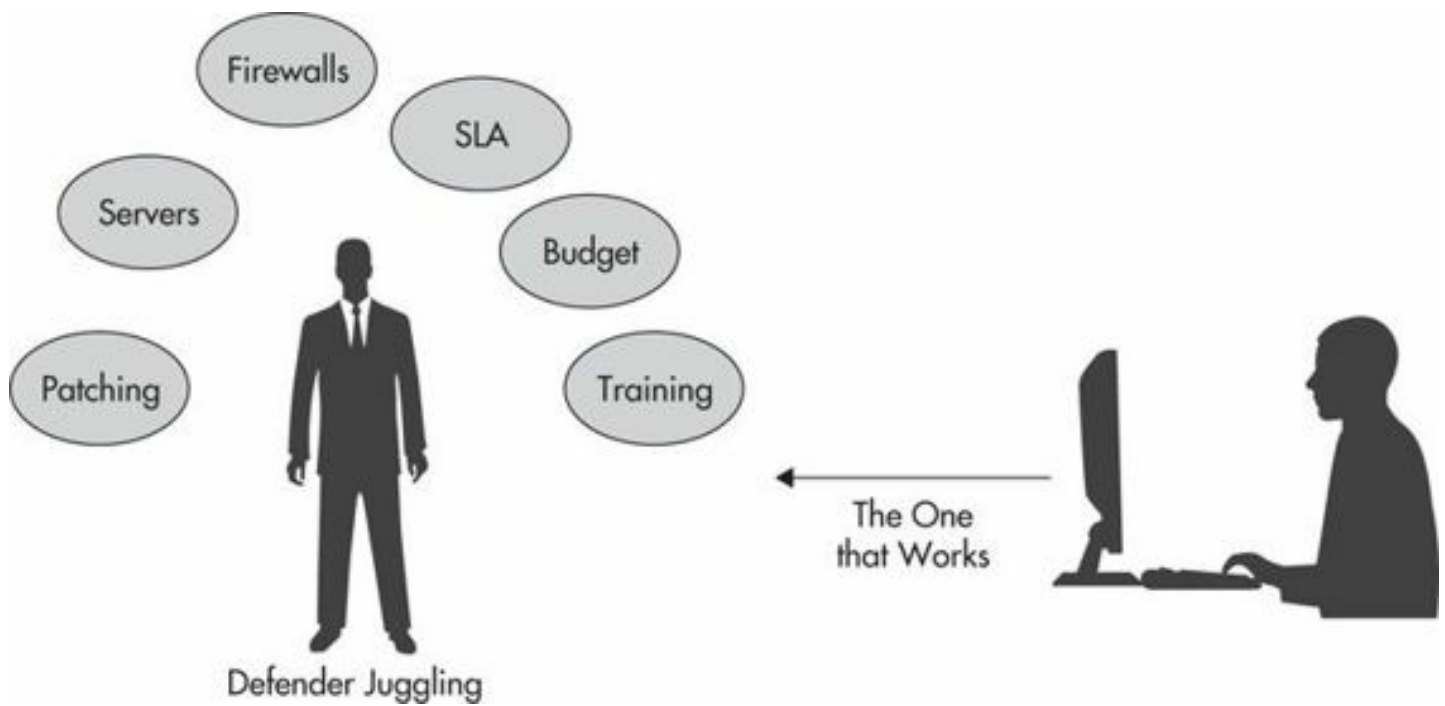 Firewalls
SLA
Servers
Budget
Patching
Training
The One
that Works
Defender Juggling